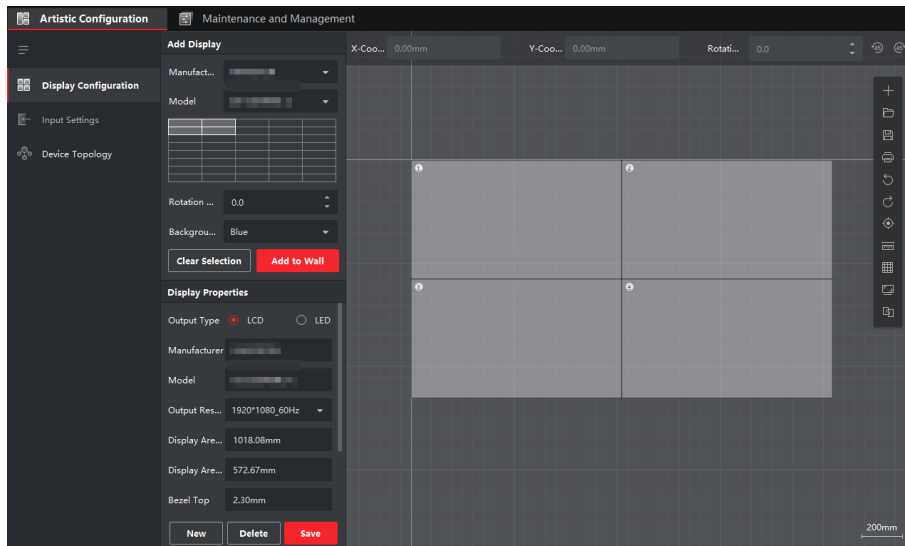 Artistic Configuration
Maintenance and Management
Display Configuration
Input Settings
Device Topology
Add Display
Manufact...
Model
Rotation ... 0.0
Backgrou... Blue
Clear Selection Add to Wall
Display Properties
Output Type LCD LED
Manufacturer
Model
Output Res... 1920*1080_60Hz
Display Are... 1018.08mm
Display Are... 572.67mm
Bezel Top 2.30mm
New Delete Save
X-Coo... 0.00mm Y-Coo... 0.00mm Rotati... 0.0
1 2
200mm